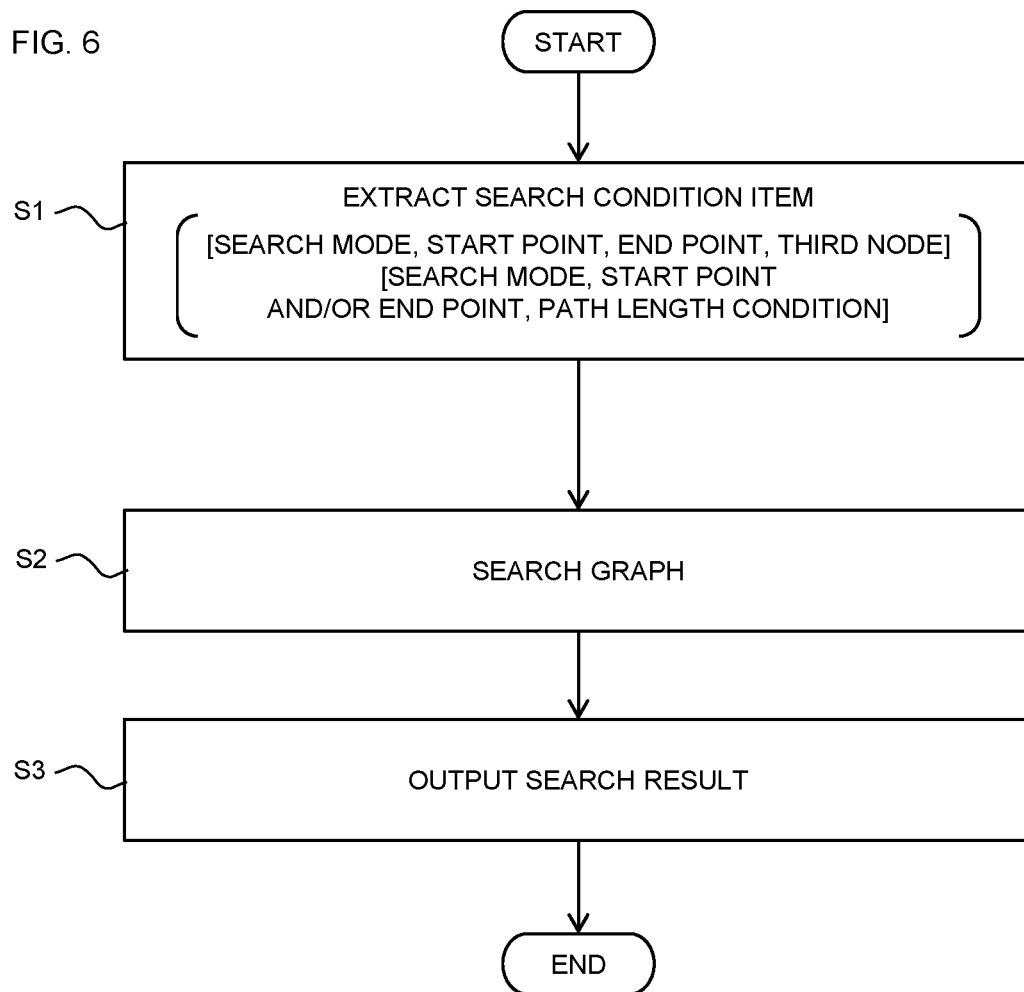 FIG. 6
START
S1
EXTRACT SEARCH CONDITION ITEM
[SEARCH MODE, START POINT, END POINT, THIRD NODE]
[SEARCH MODE, START POINT
AND/OR END POINT, PATH LENGTH CONDITION]
S2
SEARCH GRAPH
S3
OUTPUT SEARCH RESULT
END